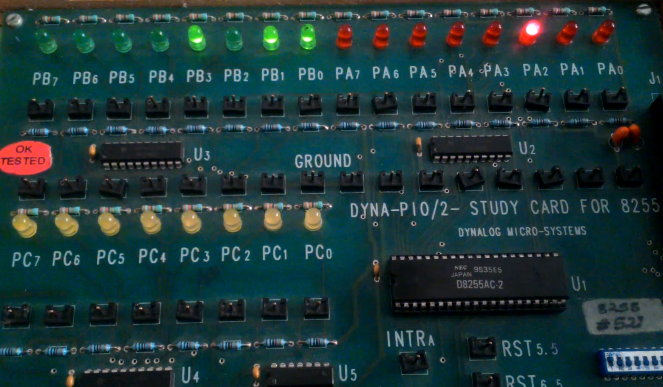 PB7 PB6 PB5 PB4 PB3 PB2 PB1 PB0 PA7 PA6 PA5 PA4 PA3 PA2 PA1 PA0
J1
OK
TESTED
U3
GROUND
U2
DYNA-PIO/2- STUDY CARD FOR 8255
DYNALOG MICRO-SYSTEMS
PC7 PC6 PC5 PC4 PC3 PC2 PC1 PC0
NEC 9535E5
JAPAN
D8255AC-2
U1
8255
#521
INTRA
RST5.5
U4
U5